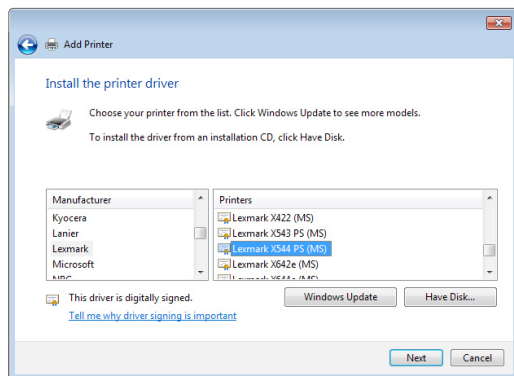 Add Printer
Install the printer driver
Choose your printer from the list. Click Windows Update to see more models.
To install the driver from an installation CD, click Have Disk.
Manufacturer
Kyocera
Lanier
Lexmark
Microsoft
Printers
Lexmark X422 (MS)
Lexmark X543 PS (MS)
Lexmark X544 PS (MS)
Lexmark X642e (MS)
This driver is digitally signed.
Tell me why driver signing is important
Windows Update
Have Disk...
Next
Cancel